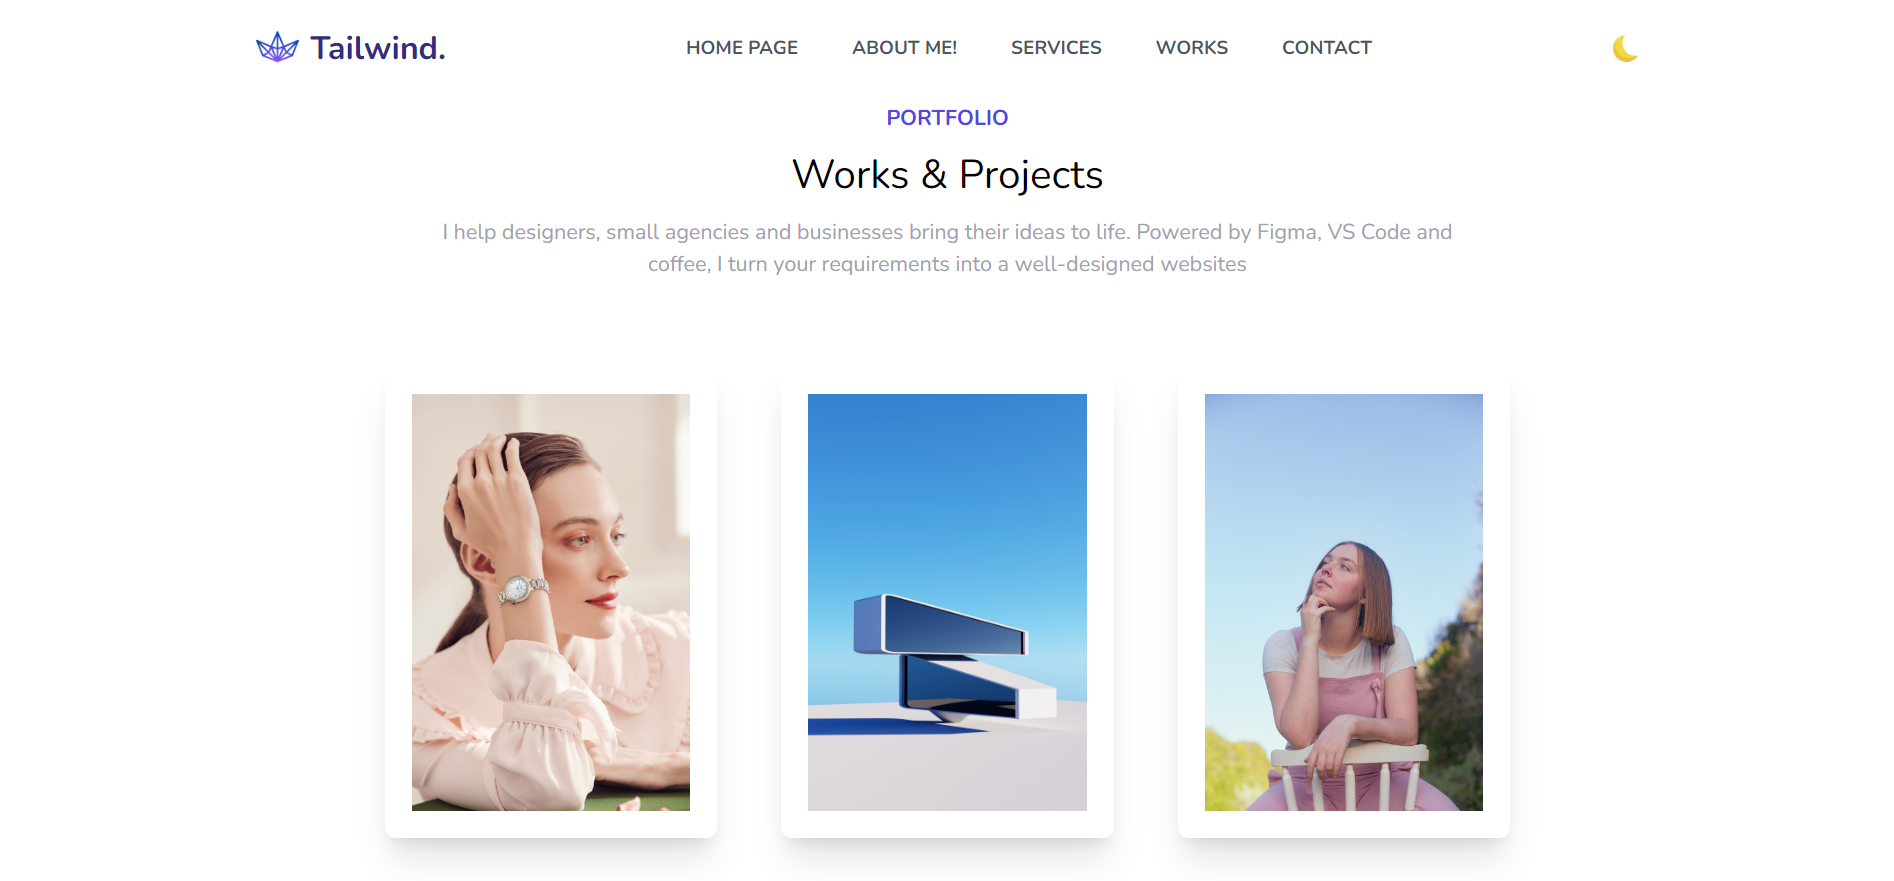 Tailwind.
HOME PAGE
ABOUT ME!
SERVICES
WORKS
CONTACT
PORTFOLIO
Works & Projects
I help designers, small agencies and businesses bring their ideas to life. Powered by Figma, VS Code and
coffee, I turn your requirements into a well-designed websites